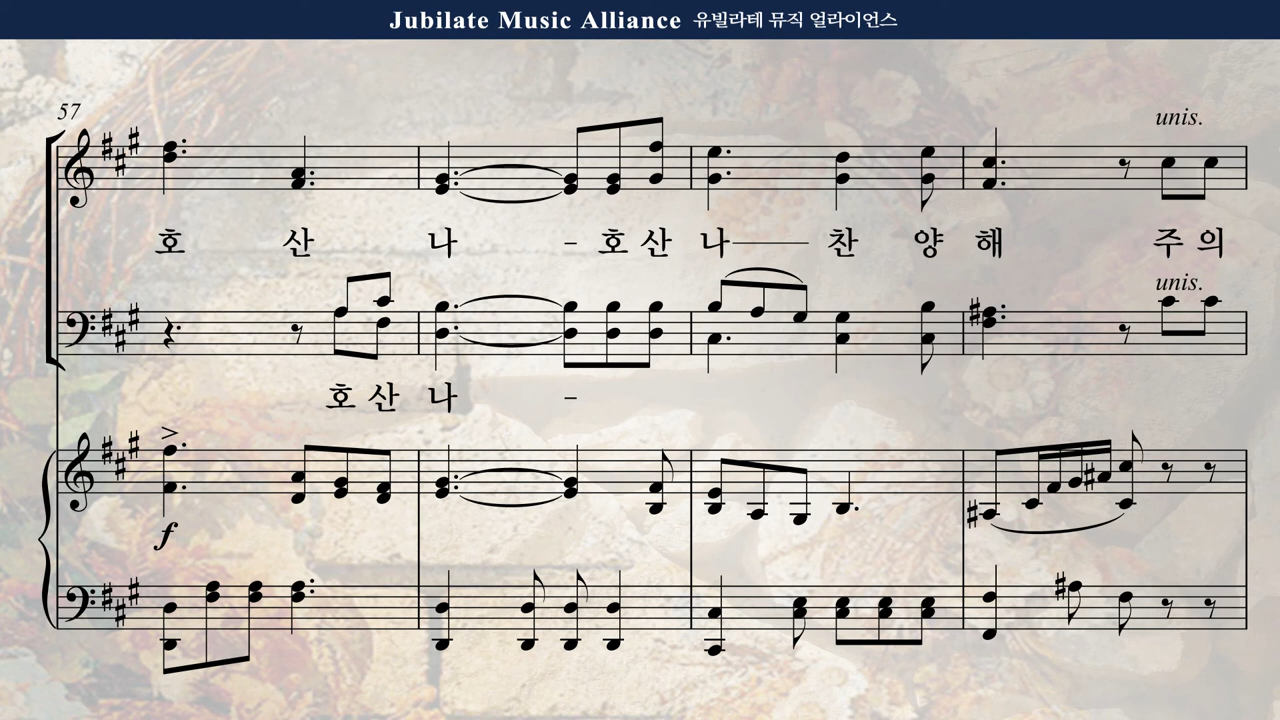 Jubilate Music Alliance 유빌라테 뮤직 얼라이언스
57
unis.
호 산 나 - 호 산 나 찬 양 해 주 의
unis.
호 산 나 -
f